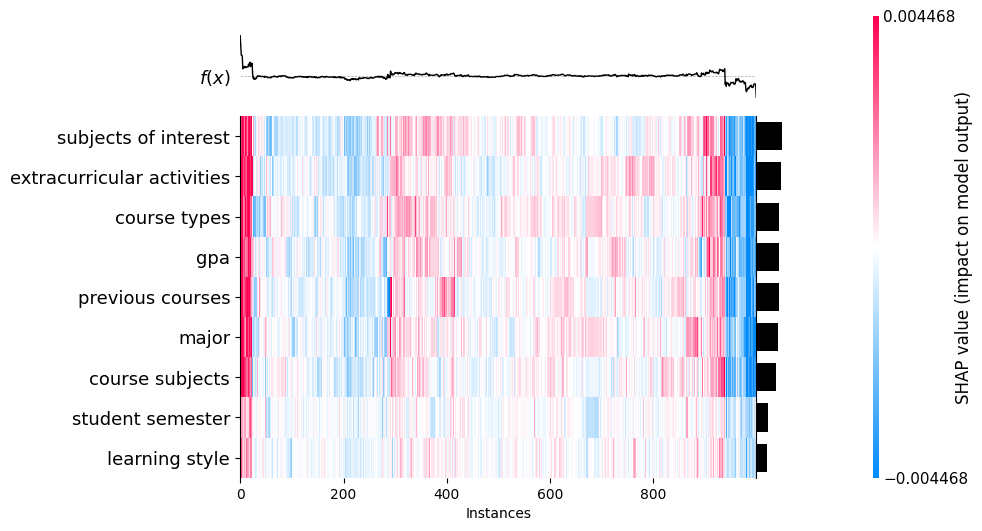 0.004468
f(x)
subjects of interest
extracurricular activities
course types
gpa
previous courses
major
course subjects
student semester
learning style
SHAP value (impact on model output)
−0.004468
0 200 400 600 800
Instances